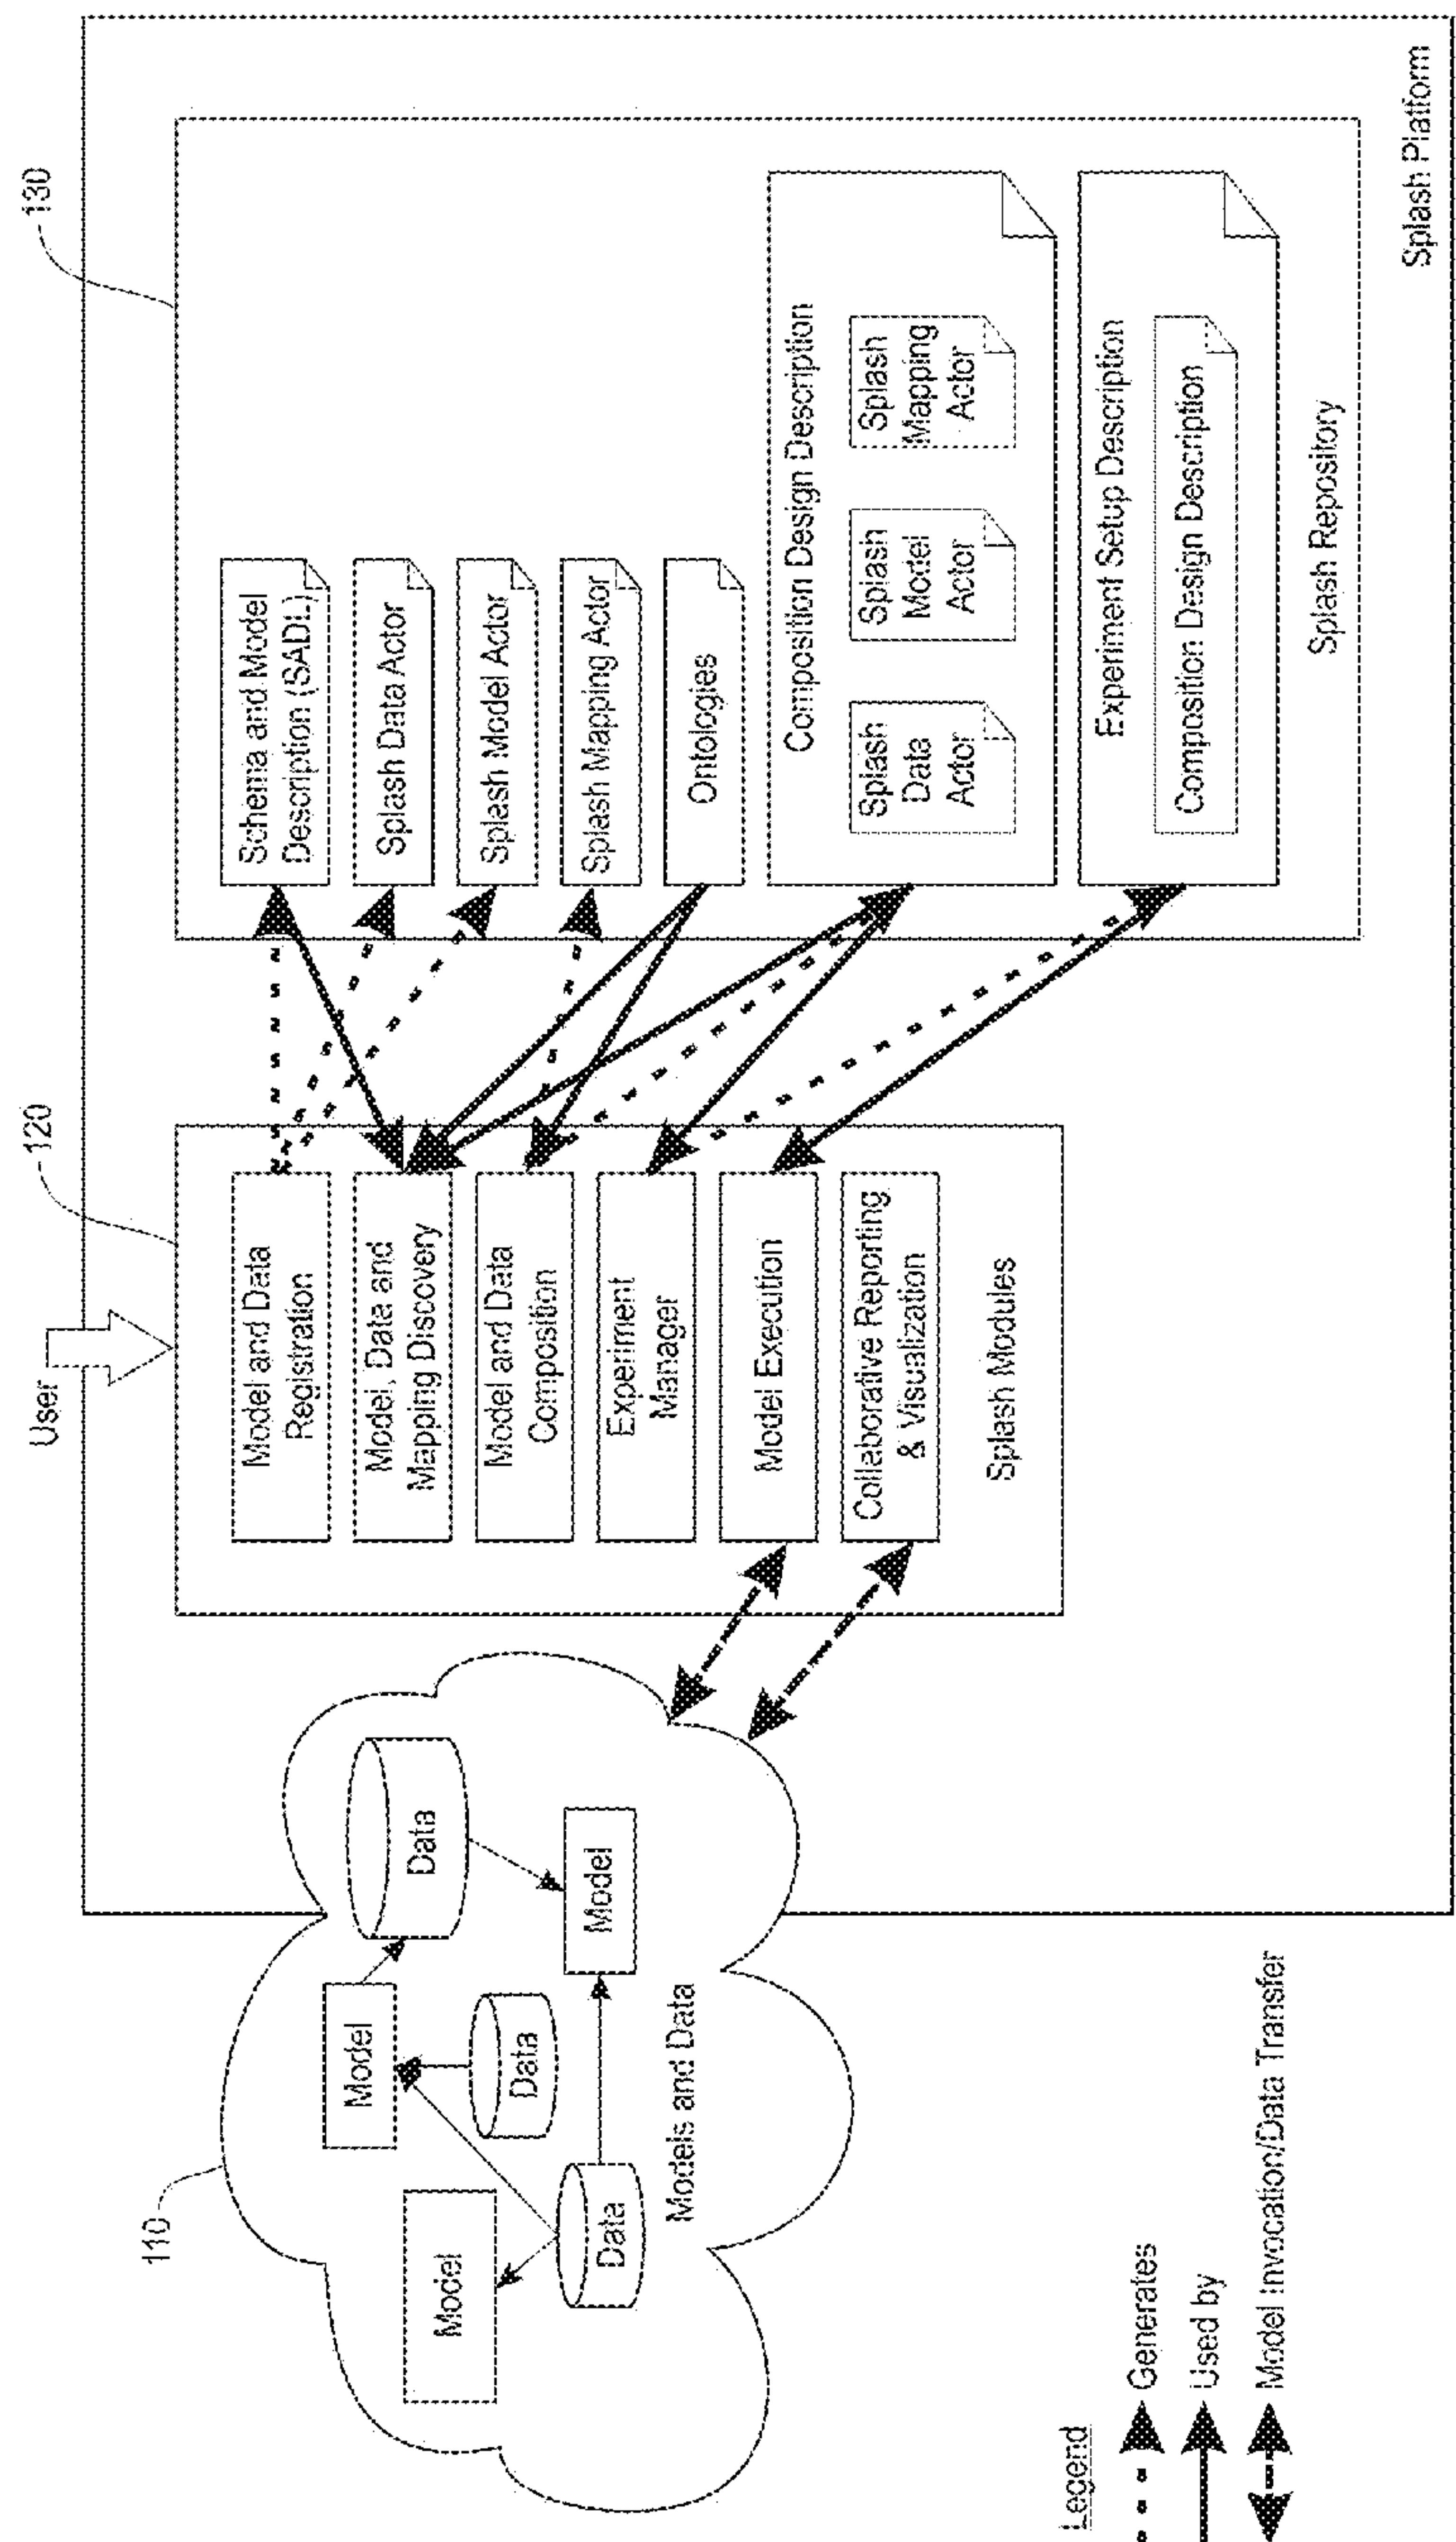 User
120
130
110
Model
Model
Data
Data
Data
Model
Models and Data
Model and Data
Registration
Model, Data and
Mapping Discovery
Model and Data
Composition
Experiment
Manager
Model Execution
Collaborative Reporting
& Visualization
Splash Modules
Schema and Model
Description (SADL)
Splash Data Actor
Splash Model Actor
Splash Mapping Actor
Ontologies
Composition Design Description
Splash
Data
Actor
Splash
Model
Actor
Splash
Mapping
Actor
Experiment Setup Description
Composition Design Description
Splash Repository
Splash Platform
Legend
Generates
Used by
Model Invocation/Data Transfer